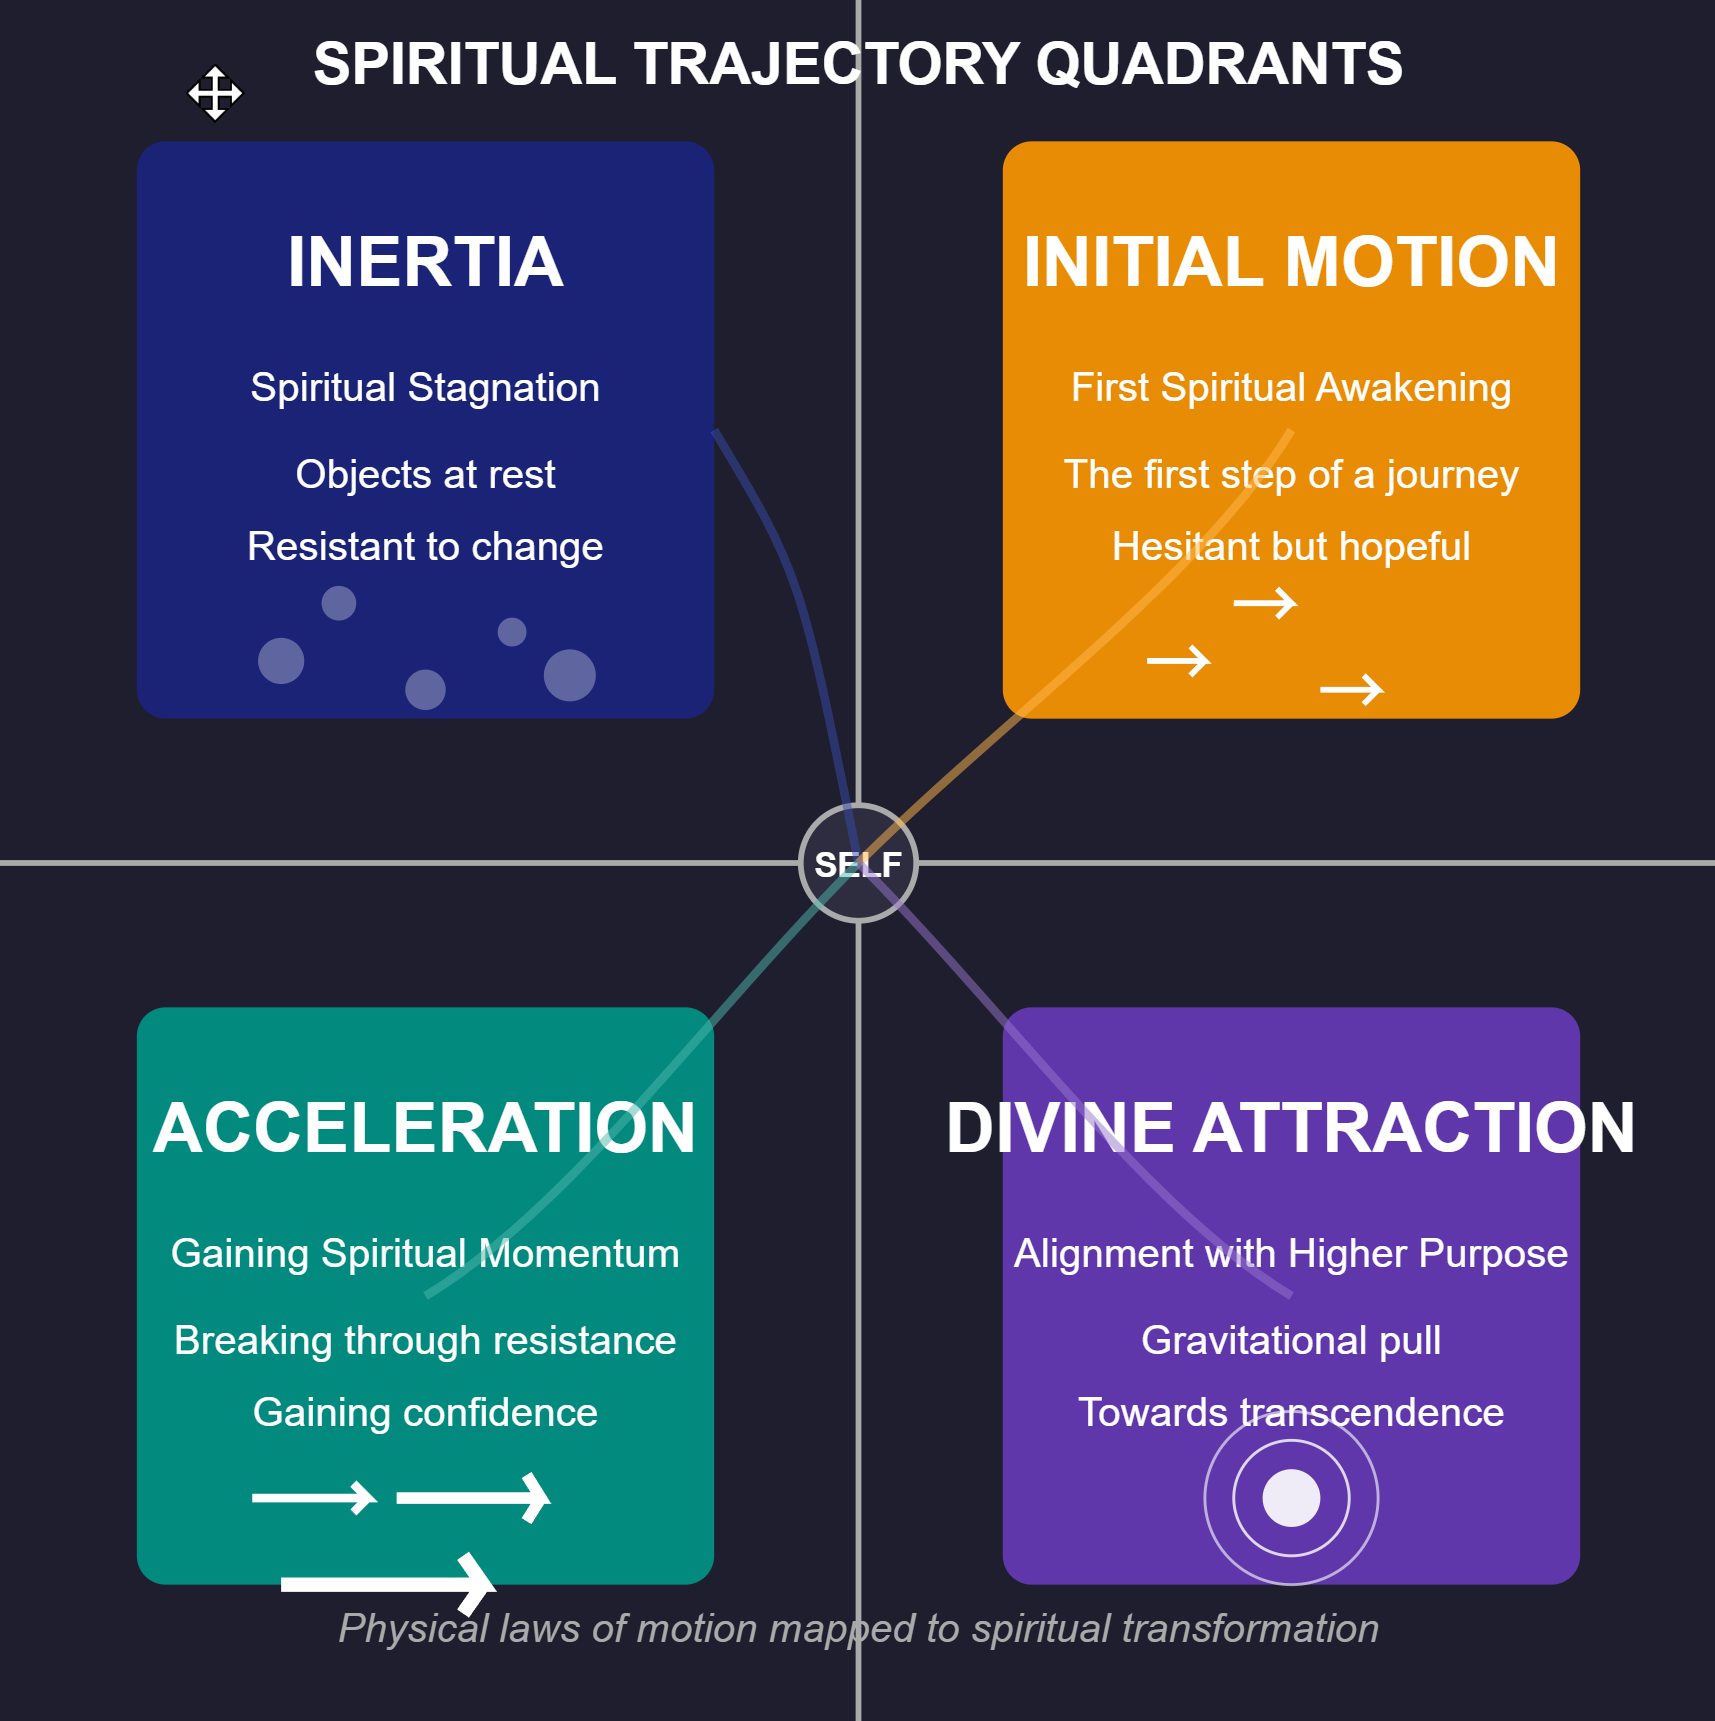 SPIRITUAL TRAJECTORY QUADRANTS
INERTIA
Spiritual Stagnation
Objects at rest
Resistant to change
INITIAL MOTION
First Spiritual Awakening
The first step of a journey
Hesitant but hopeful
SELF
ACCELERATION
Gaining Spiritual Momentum
Breaking through resistance
Gaining confidence
DIVINE ATTRACTION
Alignment with Higher Purpose
Gravitational pull
Towards transcendence
Physical laws of motion mapped to spiritual transformation